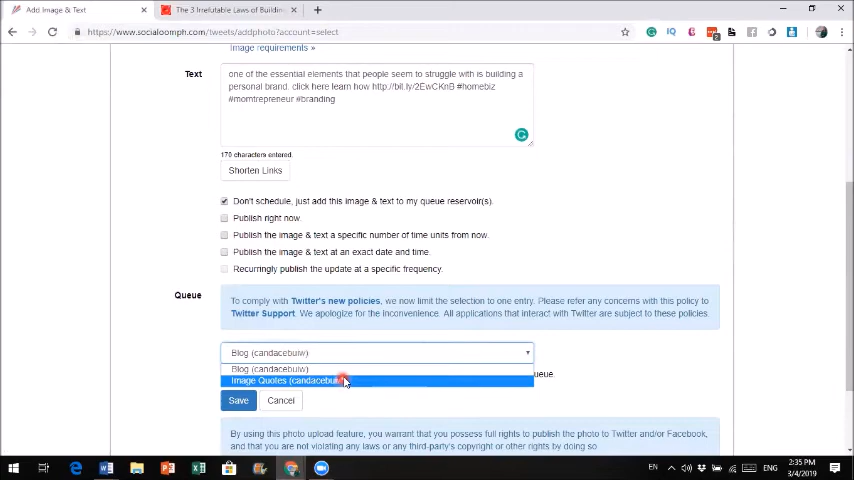 Add Image & Text
The 3 Irrefutable Laws of Building
https://www.socialoomph.com/tweets/addphoto?account=select
Image requirements »
Text
one of the essential elements that people seem to struggle with is building a
personal brand. click here learn how http://bit.ly/2EwCKnB #homebiz
#momtrepreneur #branding
170 characters entered.
Shorten Links
Don't schedule, just add this image & text to my queue reservoir(s).
Publish right now.
Publish the image & text a specific number of time units from now.
Publish the image & text at an exact date and time.
Recurringly publish the update at a specific frequency.
Queue
To comply with Twitter's new policies, we now limit the selection to one entry. Please refer any concerns with this policy to
Twitter Support. We apologize for the inconvenience. All applications that interact with Twitter are subject to these policies.
Blog (candacebuiw)
Blog (candacebuiw)
Image Quotes (candacebuiw)
eue.
Save
Cancel
By using this photo upload feature, you warrant that you possess full rights to publish the photo to Twitter and/or Facebook,
and that you are not violating any laws or any third-party's copyright or other rights by doing so
EN
ENG
2:35 PM
3/4/2019